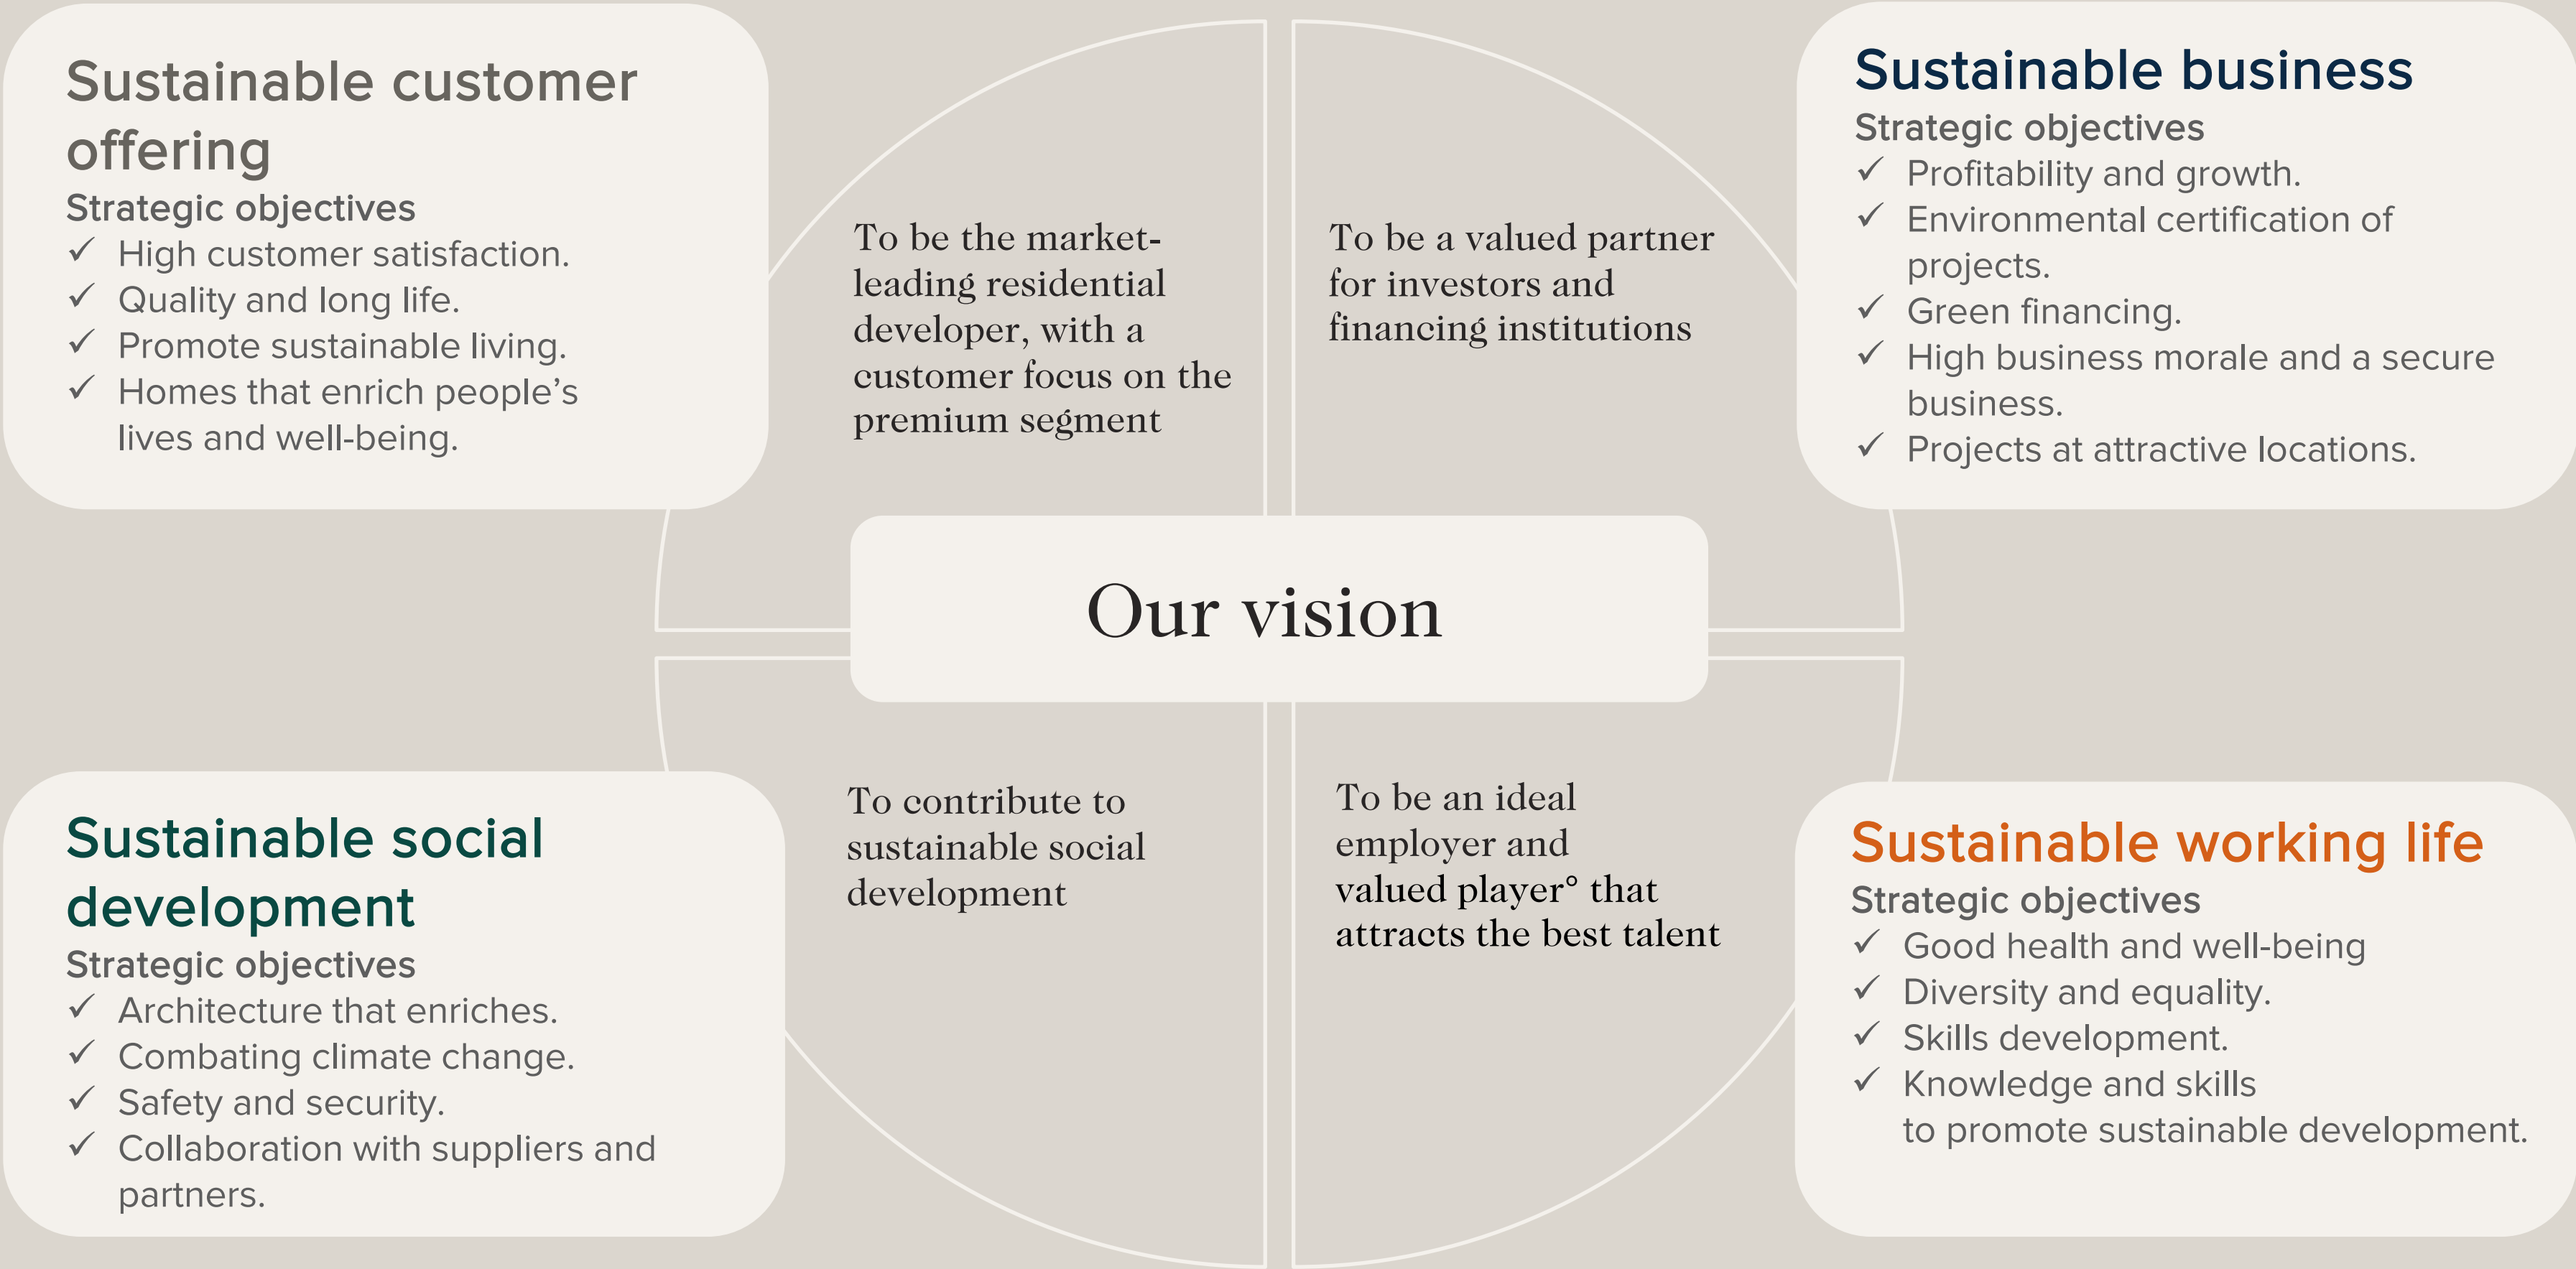 Sustainable customer
offering
Strategic objectives
✓ High customer satisfaction.
✓ Quality and long life.
✓ Promote sustainable living.
✓ Homes that enrich people’s
lives and well-being.
To be the market-
leading residential
developer, with a
customer focus on the
premium segment
To be a valued partner
for investors and
financing institutions
Sustainable business
Strategic objectives
✓ Profitability and growth.
✓ Environmental certification of
projects.
✓ Green financing.
✓ High business morale and a secure
business.
✓ Projects at attractive locations.
Our vision
Sustainable social
development
Strategic objectives
✓ Architecture that enriches.
✓ Combating climate change.
✓ Safety and security.
✓ Collaboration with suppliers and
partners.
To contribute to
sustainable social
development
To be an ideal
employer and
valued player° that
attracts the best talent
Sustainable working life
Strategic objectives
✓ Good health and well-being
✓ Diversity and equality.
✓ Skills development.
✓ Knowledge and skills
to promote sustainable development.